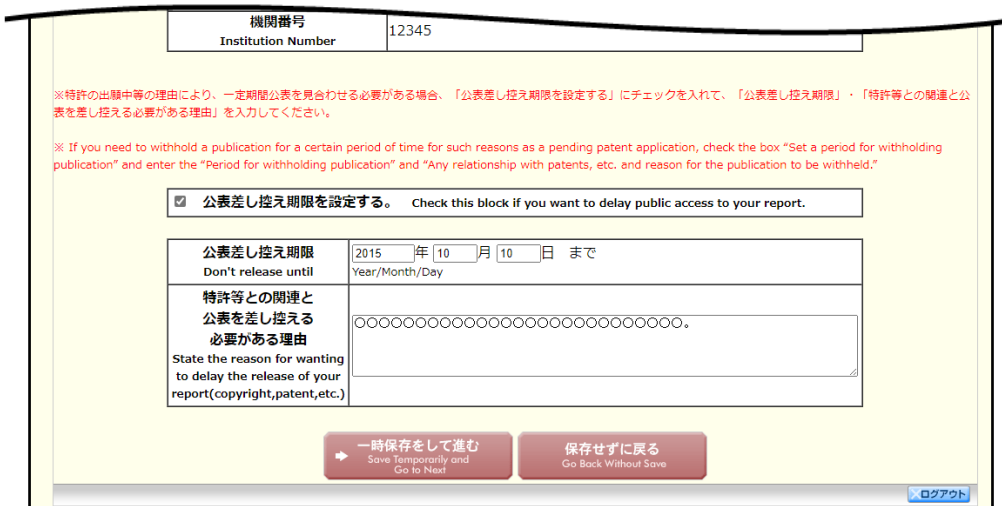 機関番号
Institution Number
12345
※特許の出願中等の理由により、一定期間公表を見合わせる必要がある場合、「公表差し控え期限を設定する」にチェックを入れて、「公表差し控え期限」・「特許等との関連と公
表を差し控える必要がある理由」を入力してください。
※ If you need to withhold a publication for a certain period of time for such reasons as a pending patent application, check the box “Set a period for withholding
publication” and enter the “Period for withholding publication” and “Any relationship with patents, etc. and reason for the publication to be withheld.”
公表差し控え期限を設定する。 Check this block if you want to delay public access to your report.
公表差し控え期限
Don't release until
2015年 10月 10日 まで
Year/Month/Day
特許等との関連と
公表を差し控える
必要がある理由
State the reason for wanting
to delay the release of your
report(copyright,patent,etc.)
○○○○○○○○○○○○○○○○○○○○○○○○○○○。
一時保存をして進む
Save Temporarily and
Go to Next
保存せずに戻る
Go Back Without Save
ログアウト